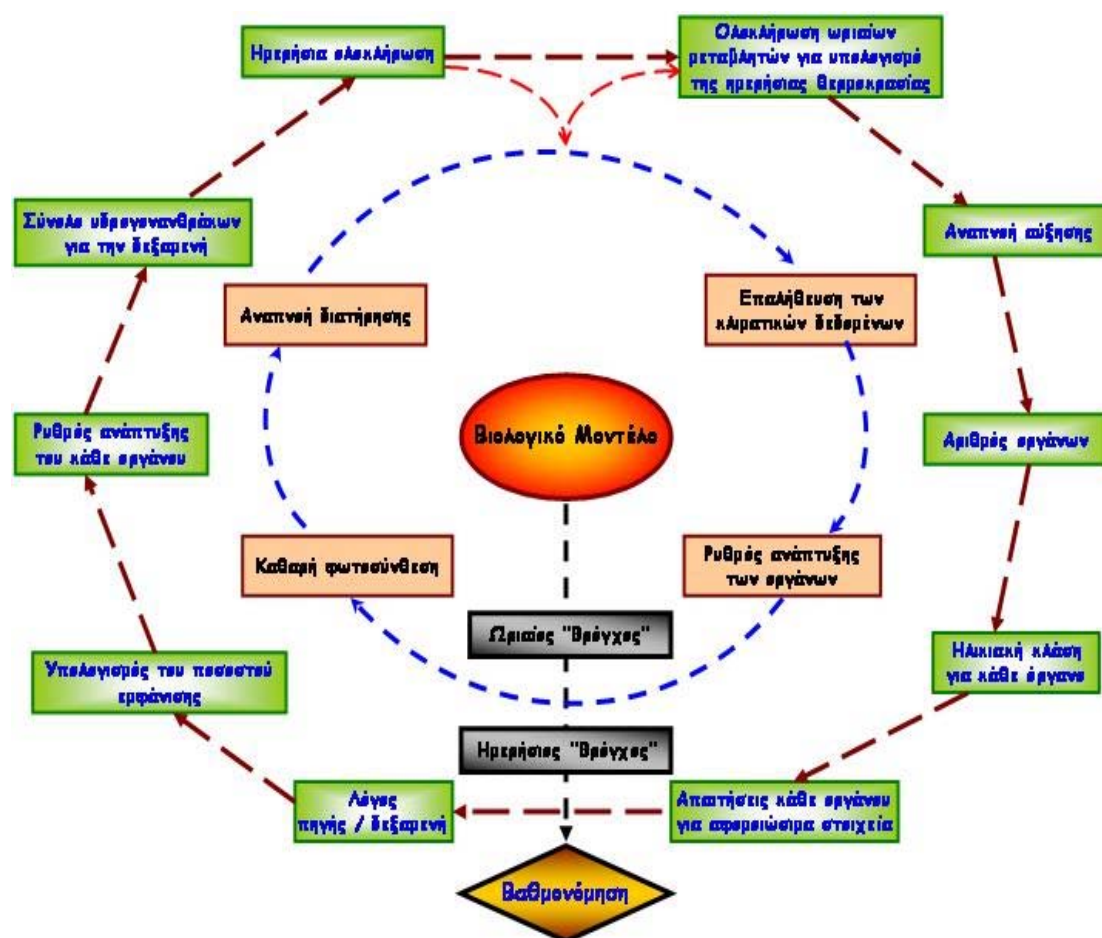 Ημερήσια ολοκλήρωση
Ολοκλήρωση ωριαίων
μεταβλητών για υπολογισμό
της ημερήσιας θερμοκρασίας
Σύνολο υδρογονανθράκων
για την δεξαμενή
Αναπνοή αύξησης
Αναπνοή διατήρησης
Επαλήθευση των
κλιματικών δεδομένων
Ρυθμός ανάπτυξης
του κάθε οργάνου
Βιολογικό Μοντέλο
Αριθμός οργάνων
Καθαρή φωτοσύνθεση
Ρυθμός ανάπτυξης
των οργάνων
Ωριαίος "Βρόγχος"
Υπολογισμός του ποσοστού
εμφάνισης
Ηλικιακή κλάση
για κάθε όργανο
Ημερήσιος "Βρόγχος"
Λόγος
πηγής / δεξαμενή
Απαιτήσεις κάθε οργάνου
για αφομοιώσιμα στοιχεία
Βαθμονόμηση